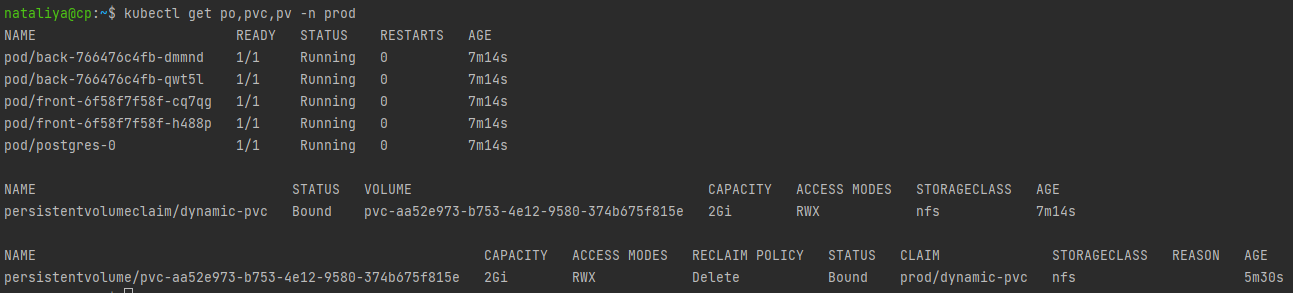 nataliya@cp:~$ kubectl get po,pvc,pv -n prod
NAME READY STATUS RESTARTS AGE
pod/back-766476c4fb-dmmnd 1/1 Running 0 7m14s
pod/back-766476c4fb-qwt5l 1/1 Running 0 7m14s
pod/front-6f58f7f58f-cq7qg 1/1 Running 0 7m14s
pod/front-6f58f7f58f-h488p 1/1 Running 0 7m14s
pod/postgres-0 1/1 Running 0 7m14s
NAME STATUS VOLUME CAPACITY ACCESS MODES STORAGECLASS AGE
persistentvolumeclaim/dynamic-pvc Bound pvc-aa52e973-b753-4e12-9580-374b675f815e 2Gi RWX nfs 7m14s
NAME CAPACITY ACCESS MODES RECLAIM POLICY STATUS CLAIM STORAGECLASS REASON AGE
persistentvolume/pvc-aa52e973-b753-4e12-9580-374b675f815e 2Gi RWX Delete Bound prod/dynamic-pvc nfs 5m30s